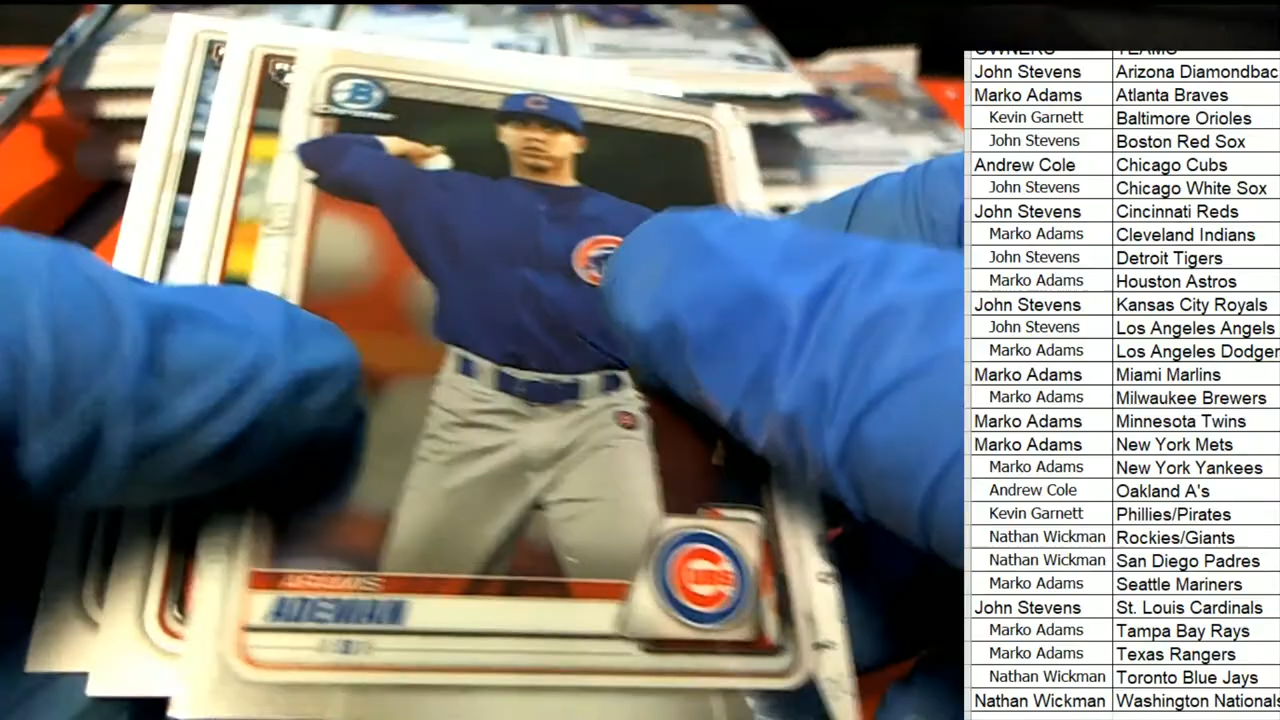 OWNERS TEAMS
John Stevens Arizona Diamondbac
Marko Adams Atlanta Braves
Kevin Garnett Baltimore Orioles
John Stevens Boston Red Sox
Andrew Cole Chicago Cubs
John Stevens Chicago White Sox
John Stevens Cincinnati Reds
Marko Adams Cleveland Indians
John Stevens Detroit Tigers
Marko Adams Houston Astros
John Stevens Kansas City Royals
John Stevens Los Angeles Angels
Marko Adams Los Angeles Dodger
Marko Adams Miami Marlins
Marko Adams Milwaukee Brewers
Marko Adams Minnesota Twins
Marko Adams New York Mets
Marko Adams New York Yankees
Andrew Cole Oakland A's
Kevin Garnett Phillies/Pirates
Nathan Wickman Rockies/Giants
Nathan Wickman San Diego Padres
Marko Adams Seattle Mariners
John Stevens St. Louis Cardinals
Marko Adams Tampa Bay Rays
Marko Adams Texas Rangers
Nathan Wickman Toronto Blue Jays
Nathan Wickman Washington Nationals
B
C
ADEMAN
CUBS